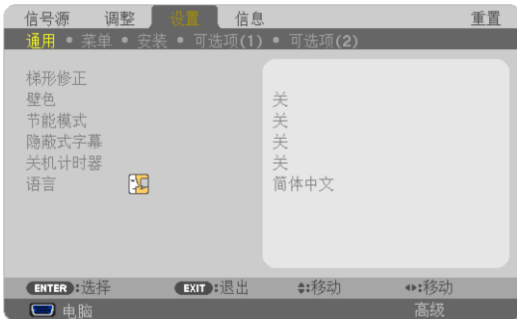 信号源 调整 设置 信息 重置
通用 • 菜单 • 安装 • 可选项(1) • 可选项(2)
梯形修正
壁色 关
节能模式 关
隐蔽式字幕 关
关机计时器 关
语言 简体中文
ENTER:选择 EXIT:退出 :移动 :移动
电脑 高级